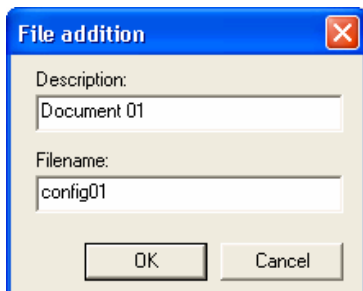 File addition
Description:
Document 01
Filename:
config01
OK Cancel